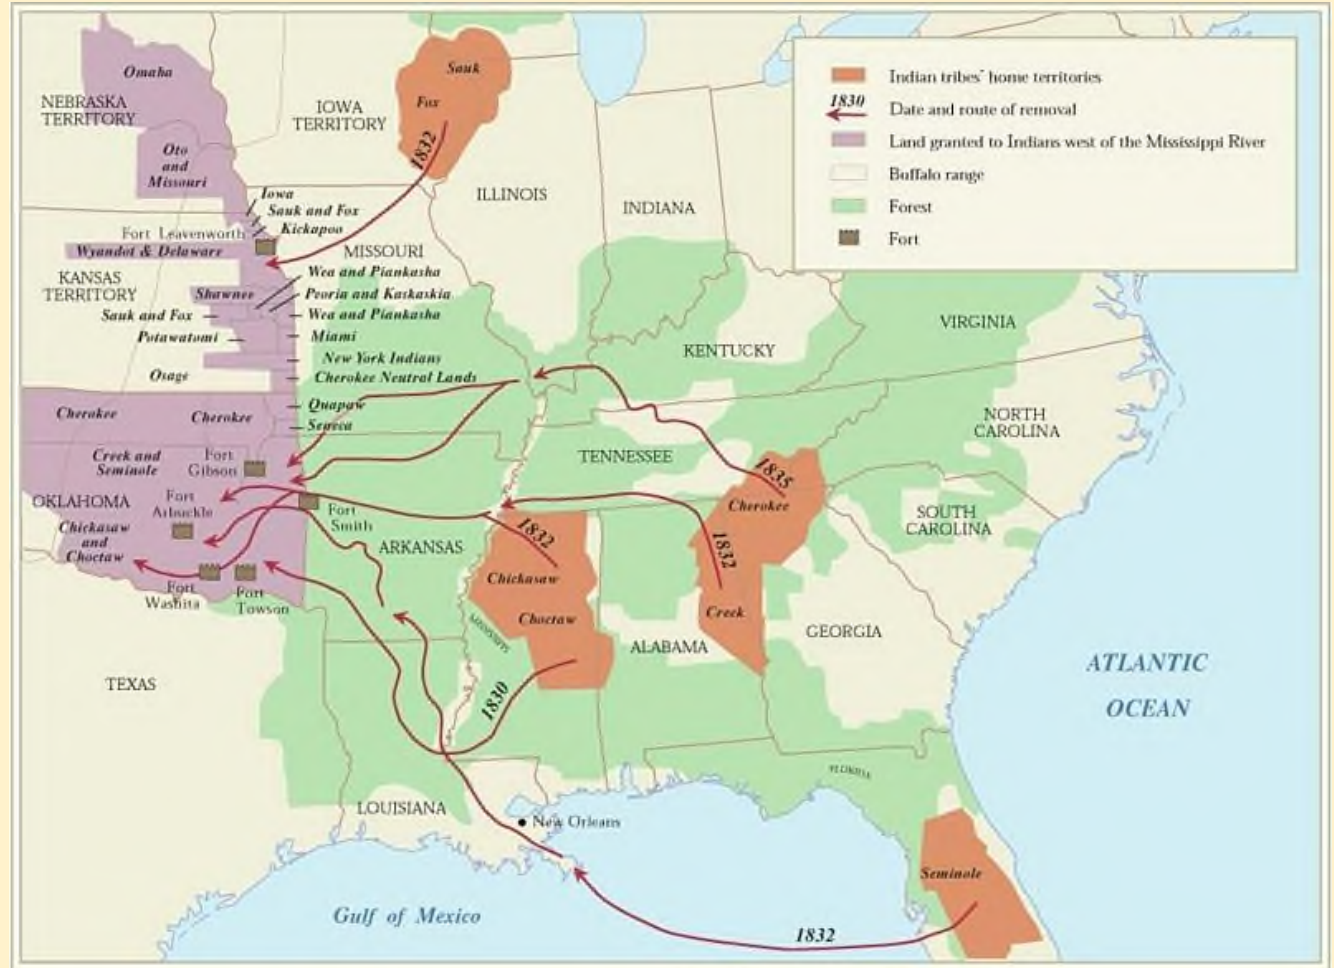 Indian tribes' home territories
1830
Date and route of removal
Land granted to Indians west of the Mississippi River
Buffalo range
Forest
Fort
Omaha
NEBRASKA
TERRITORY
Oto
and
Missouri
IOWA
TERRITORY
Sauk
Fox
1832
ILLINOIS
INDIANA
Iowa
Sauk and Fox
Kickapoo
Fort Leavenworth
Wyandot & Delaware
MISSOURI
KANSAS
TERRITORY
Shawnee
Wea and Piankasha
Peoria and Kaskaskia
Sauk and Fox
Wea and Piankasha
Potawatomi
Miami
New York Indians
Osage
Cherokee Neutral Lands
Quapaw
Seneca
Cherokee
Cherokee
KENTUCKY
VIRGINIA
NORTH
CAROLINA
TENNESSEE
1835
Cherokee
SOUTH
CAROLINA
Creek and
Seminole
Fort
Gibson
OKLAHOMA
Fort
Arbuckle
Fort
Smith
Chickasaw
and
Choctaw
ARKANSAS
1832
1832
Chickasaw
Choctaw
Creek
Fort
Washita
Fort
Towson
MISSISSIPPI
ALABAMA
GEORGIA
TEXAS
1830
ATLANTIC
OCEAN
FLORIDA
LOUISIANA
New Orleans
Seminole
Gulf of Mexico
1832